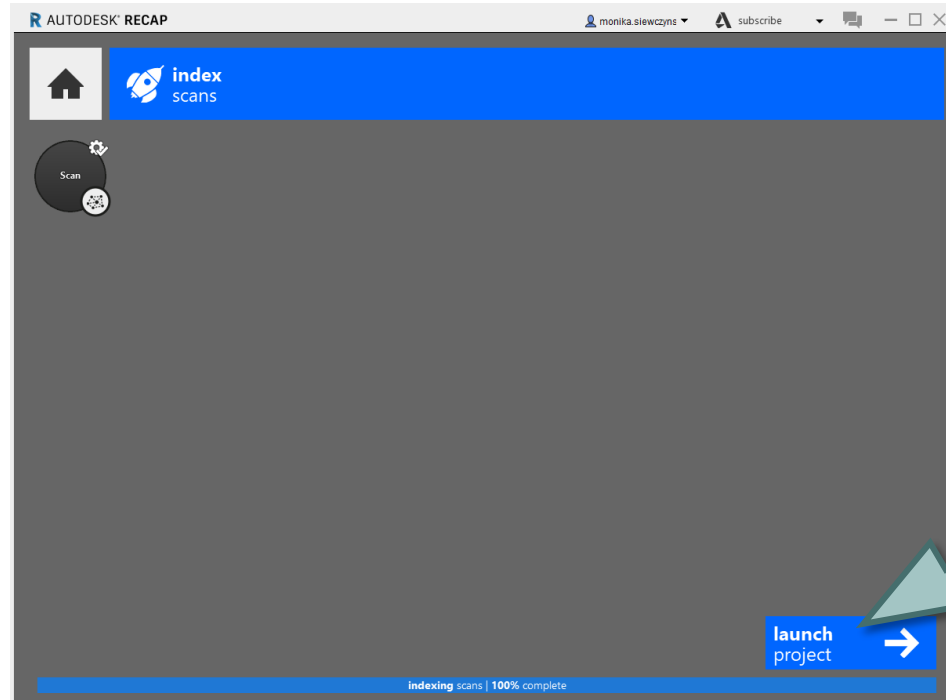 R AUTODESK® RECAP
monika.siewczyns
subscribe
index
scans
Scan
launch
project
indexing scans | 100% complete